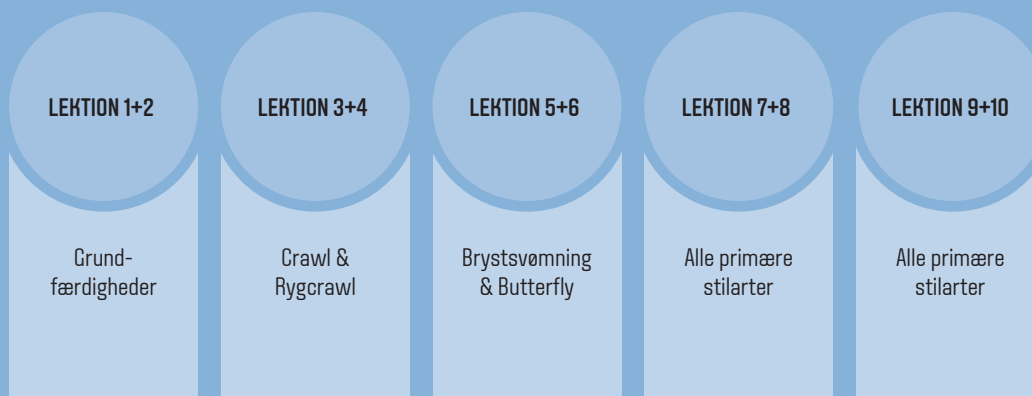 LEKTION 1+2
Grund-
færdigheder
LEKTION 3+4
Crawl &
Rygcrawl
LEKTION 5+6
Brystsvømning
& Butterfly
LEKTION 7+8
Alle primære
stilarter
LEKTION 9+10
Alle primære
stilarter